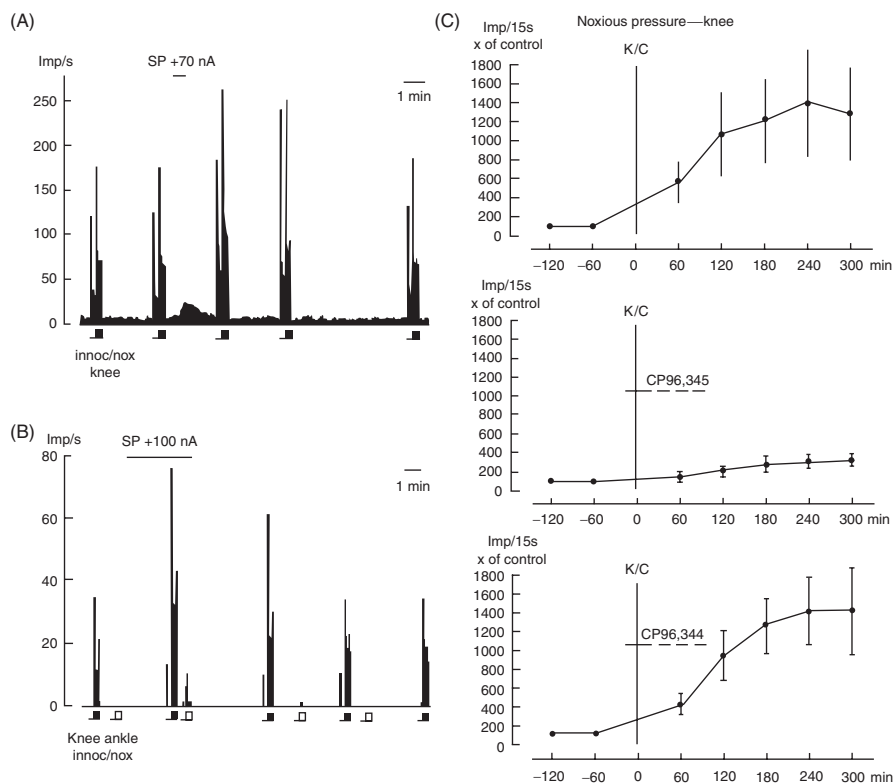 (A)
Imp/s
SP +70 nA
1 min
250
200
150
100
50
0
innoc/nox
knee
(B)
Imp/s
SP +100 nA
1 min
80
60
40
20
0
Knee ankle
innoc/nox
(C)
Imp/15s
x of control
Noxious pressure—knee
K/C
1800
1600
1400
1200
1000
800
600
400
200
0
−120 −60 0 60 120 180 240 300 min
Imp/15s
x of control
K/C
CP96,345
1800
1600
1400
1200
1000
800
600
400
200
0
−120 −60 0 60 120 180 240 300 min
Imp/15s
x of control
K/C
CP96,344
1800
1600
1400
1200
1000
800
600
400
200
0
−120 −60 0 60 120 180 240 300 min